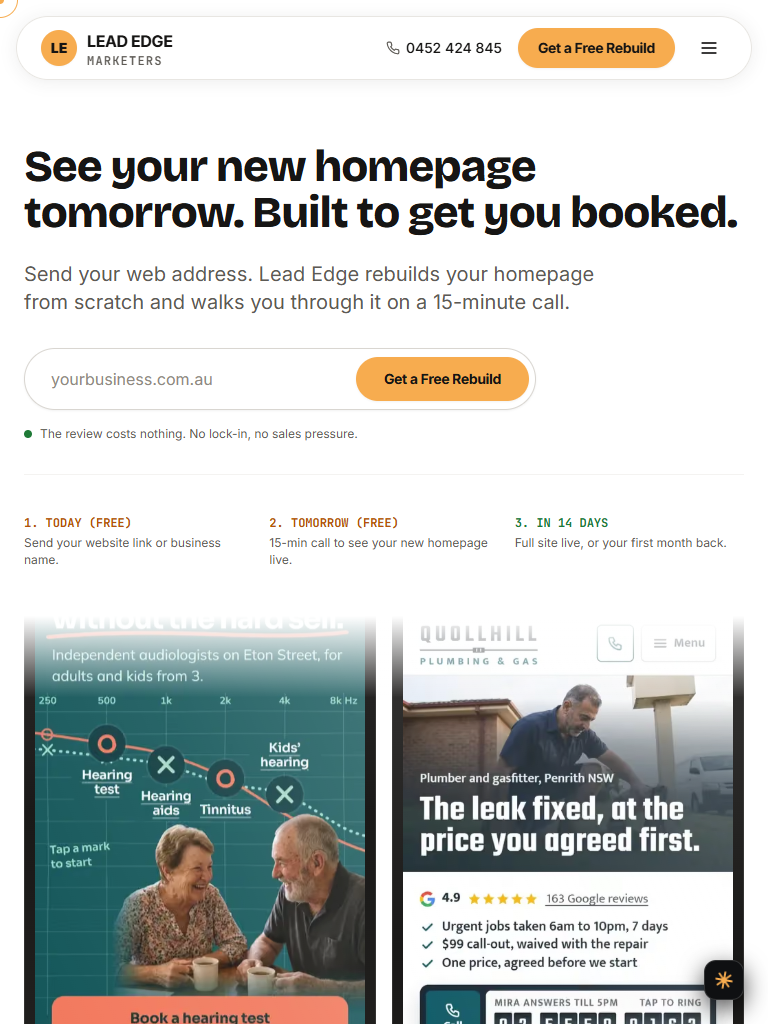 LE
LEAD EDGE
MARKETERS
0452 424 845
Get a Free Rebuild
See your new homepage
tomorrow. Built to get you booked.
Send your web address. Lead Edge rebuilds your homepage
from scratch and walks you through it on a 15-minute call.
yourbusiness.com.au
Get a Free Rebuild
The review costs nothing. No lock-in, no sales pressure.
1. TODAY (FREE)
Send your website link or business
name.
2. TOMORROW (FREE)
15-min call to see your new homepage
live.
3. IN 14 DAYS
Full site live, or your first month back.
without the hard sell.
Independent audiologists on Eton Street, for
adults and kids from 3.
250 500 1k 2k 4k 8k Hz
Hearing
test
Hearing
aids
Tinnitus
Kids'
hearing
Tap a mark
to start
Book a hearing test
QUOLLHILL
PLUMBING & GAS
Menu
Plumber and gasfitter, Penrith NSW
The leak fixed, at the
price you agreed first.
4.9
163 Google reviews
Urgent jobs taken 6am to 10pm, 7 days
$99 call-out, waived with the repair
One price, agreed before we start
MIRA ANSWERS TILL 5PM
TAP TO RING